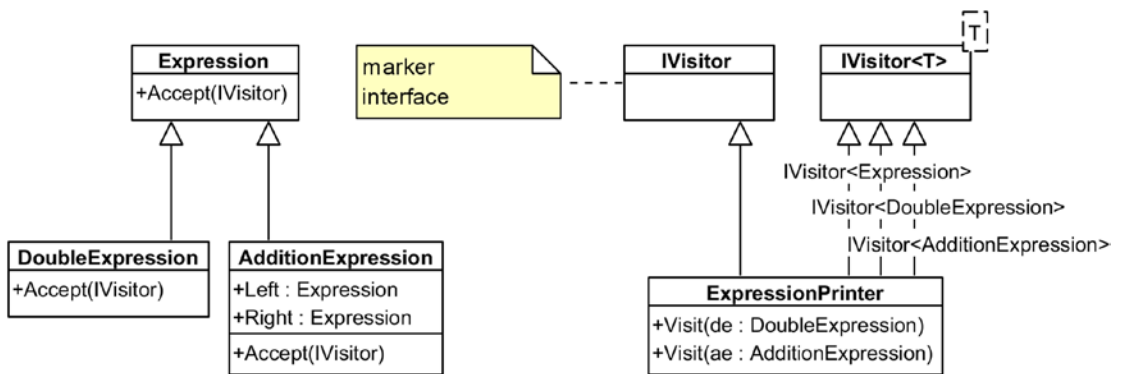 Expression
+Accept(IVisitor)
marker
interface
IVisitor
T
IVisitor<T>
IVisitor<Expression>
IVisitor<DoubleExpression>
IVisitor<AdditionExpression>
DoubleExpression
+Accept(IVisitor)
AdditionExpression
+Left : Expression
+Right : Expression
+Accept(IVisitor)
ExpressionPrinter
+Visit(de : DoubleExpression)
+Visit(ae : AdditionExpression)